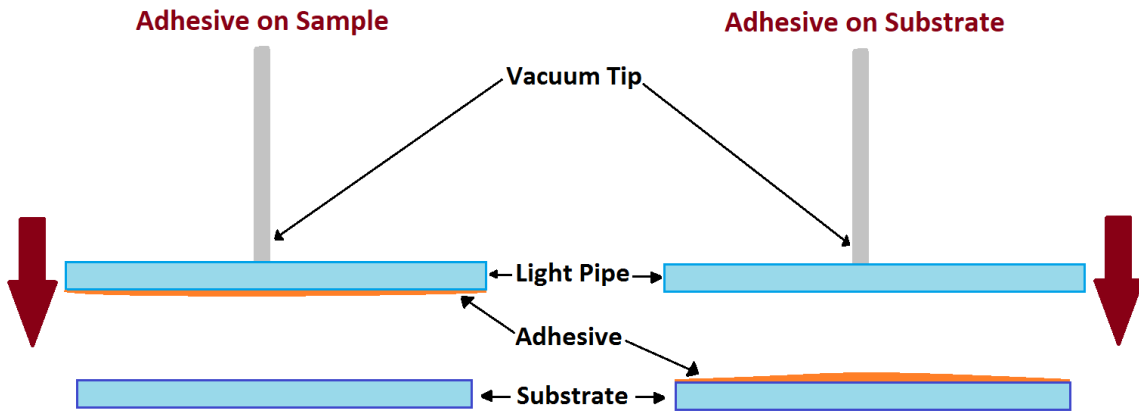 Adhesive on Sample
Adhesive on Substrate
Vacuum Tip
Light Pipe
Adhesive
Substrate